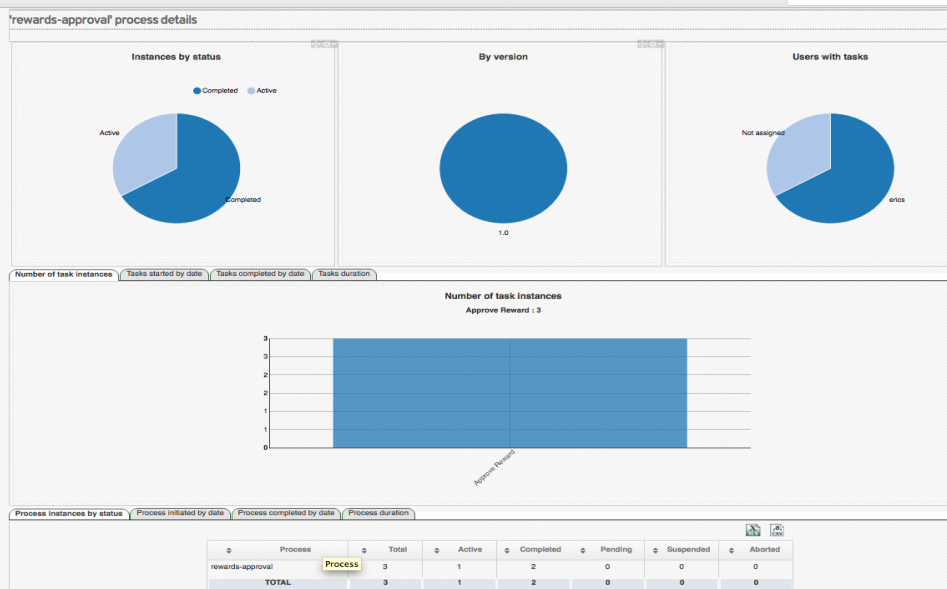 'rewards-approval' process details
Instances by status
Completed Active
Active
Completed
By version
1.0
Users with tasks
Not assigned
erics
Number of task instances Tasks started by date Tasks completed by date Tasks duration
Number of task instances
Approve Reward : 3
3
3
2
2
1
1
0
Approve Reward
Process instances by status Process initiated by date Process completed by date Process duration
XLS CSV
Process Total Active Completed Pending Suspended Aborted
rewards-approval 3 1 2 0 0 0
Process
TOTAL 3 1 2 0 0 0